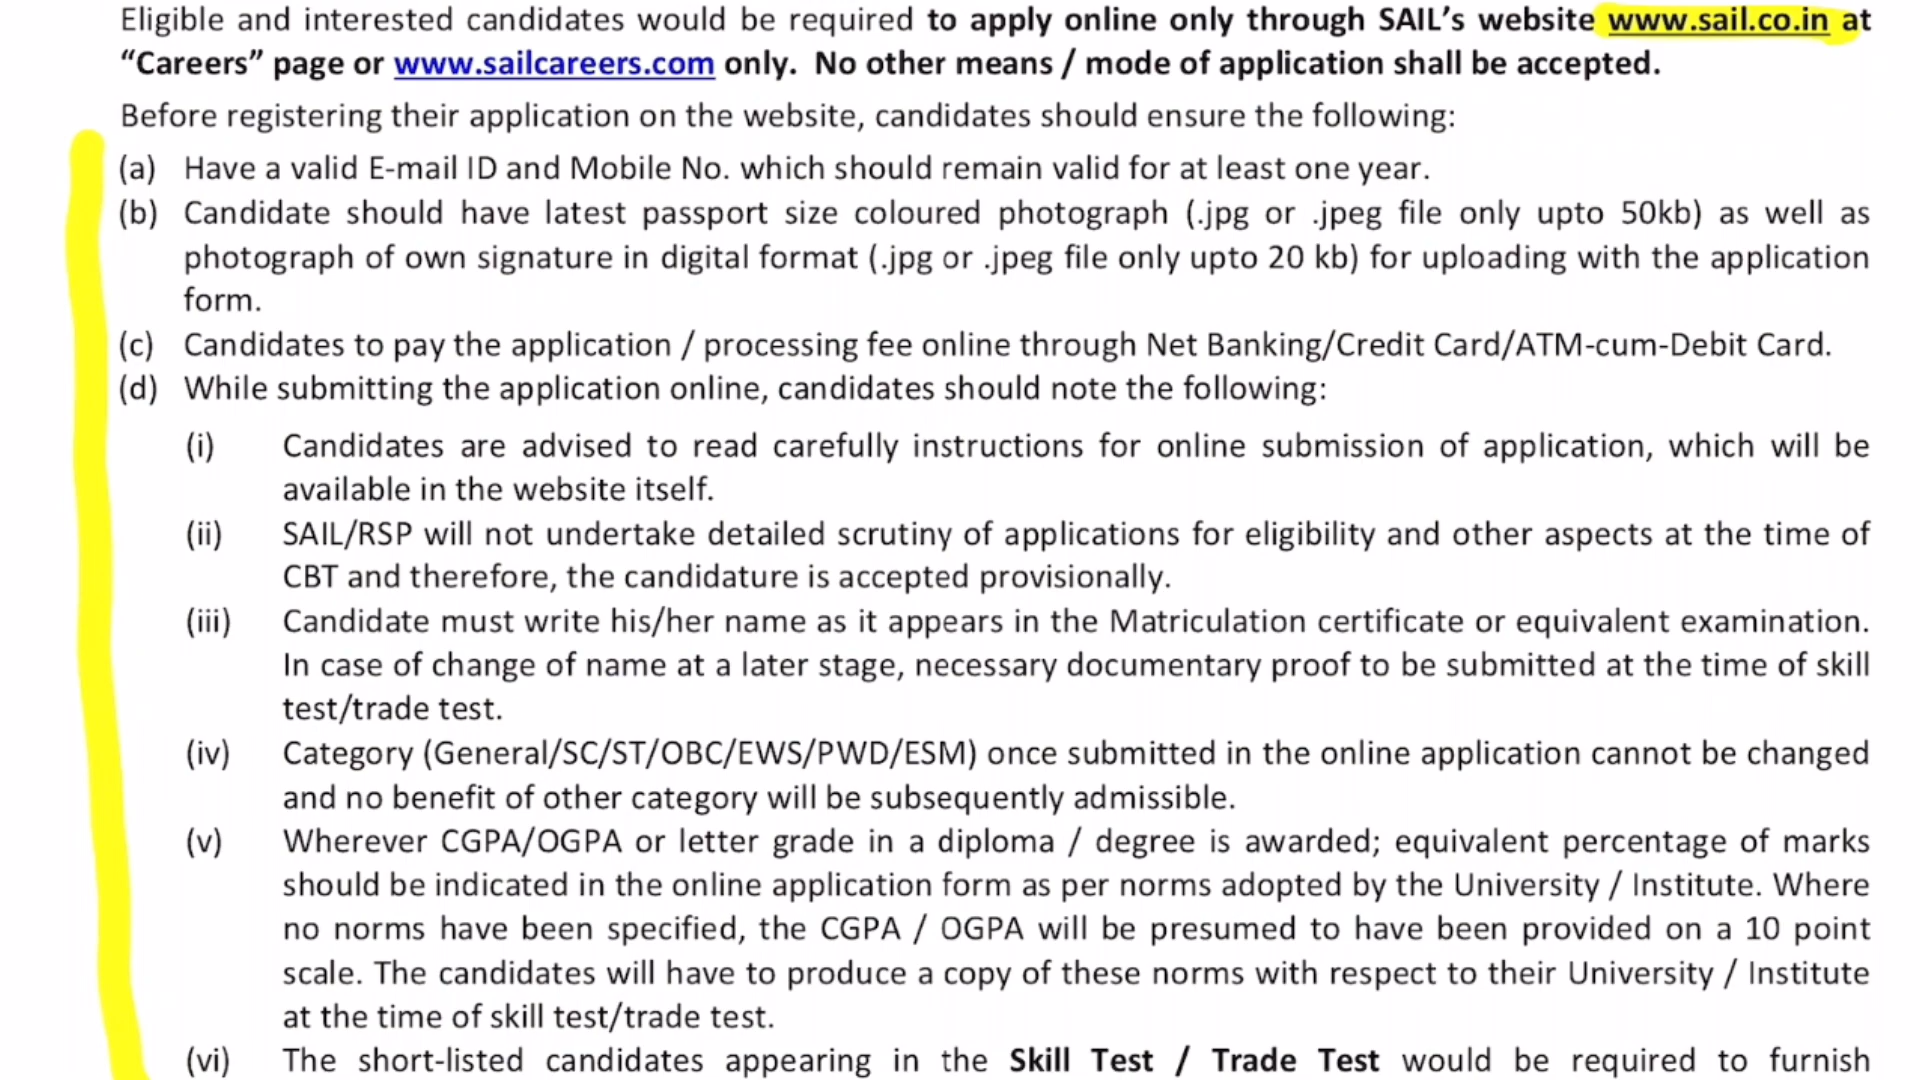 Eligible and interested candidates would be required to apply online only through SAIL’s website www.sail.co.in at
“Careers” page or www.sailcareers.com only. No other means / mode of application shall be accepted.
Before registering their application on the website, candidates should ensure the following:
(a) Have a valid E-mail ID and Mobile No. which should remain valid for at least one year.
(b) Candidate should have latest passport size coloured photograph (.jpg or .jpeg file only upto 50kb) as well as
photograph of own signature in digital format (.jpg or .jpeg file only upto 20 kb) for uploading with the application
form.
(c) Candidates to pay the application / processing fee online through Net Banking/Credit Card/ATM-cum-Debit Card.
(d) While submitting the application online, candidates should note the following:
(i) Candidates are advised to read carefully instructions for online submission of application, which will be
available in the website itself.
(ii) SAIL/RSP will not undertake detailed scrutiny of applications for eligibility and other aspects at the time of
CBT and therefore, the candidature is accepted provisionally.
(iii) Candidate must write his/her name as it appears in the Matriculation certificate or equivalent examination.
In case of change of name at a later stage, necessary documentary proof to be submitted at the time of skill
test/trade test.
(iv) Category (General/SC/ST/OBC/EWS/PWD/ESM) once submitted in the online application cannot be changed
and no benefit of other category will be subsequently admissible.
(v) Wherever CGPA/OGPA or letter grade in a diploma / degree is awarded; equivalent percentage of marks
should be indicated in the online application form as per norms adopted by the University / Institute. Where
no norms have been specified, the CGPA / OGPA will be presumed to have been provided on a 10 point
scale. The candidates will have to produce a copy of these norms with respect to their University / Institute
at the time of skill test/trade test.
(vi) The short-listed candidates appearing in the Skill Test / Trade Test would be required to furnish